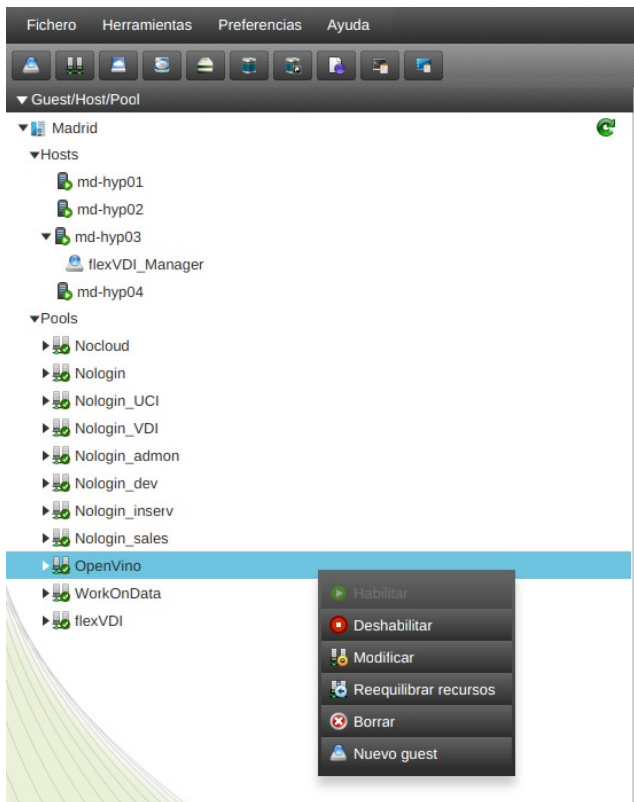 Fichero Herramientas Preferencias Ayuda
Guest/Host/Pool
Madrid
Hosts
md-hyp01
md-hyp02
md-hyp03
flexVDI_Manager
md-hyp04
Pools
Nocloud
Nologin
Nologin_UCI
Nologin_VDI
Nologin_admon
Nologin_dev
Nologin_inserv
Nologin_sales
OpenVino
WorkOnData
flexVDI
Habilitar
Deshabilitar
Modificar
Reequilibrar recursos
Borrar
Nuevo guest